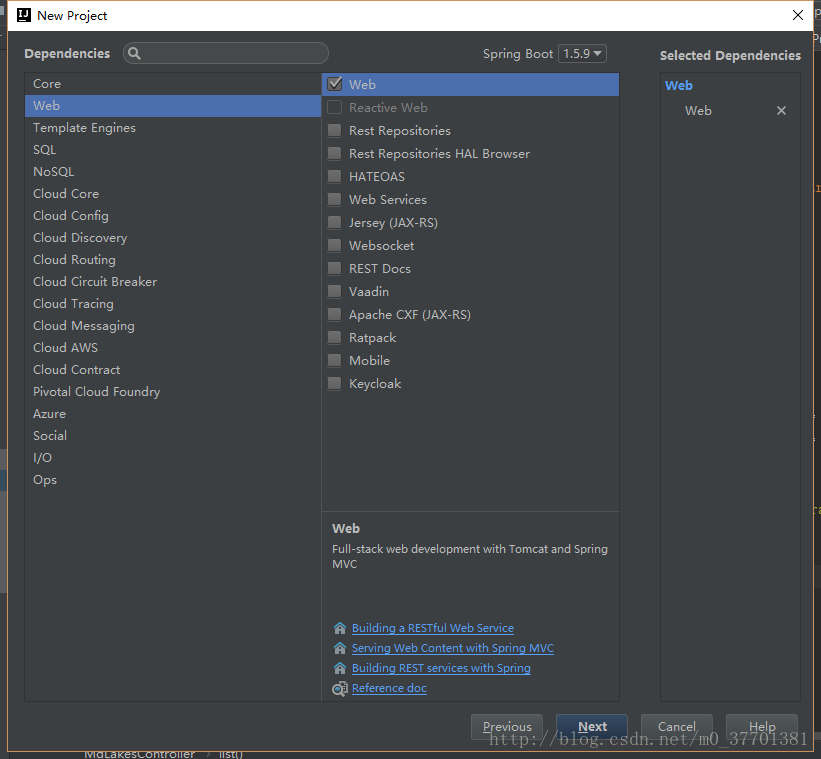 New Project
Dependencies
Spring Boot 1.5.9
Selected Dependencies
Core
Web
Template Engines
SQL
NoSQL
Cloud Core
Cloud Config
Cloud Discovery
Cloud Routing
Cloud Circuit Breaker
Cloud Tracing
Cloud Messaging
Cloud AWS
Cloud Contract
Pivotal Cloud Foundry
Azure
Social
I/O
Ops
Web
Reactive Web
Rest Repositories
Rest Repositories HAL Browser
HATEOAS
Web Services
Jersey (JAX-RS)
Websocket
REST Docs
Vaadin
Apache CXF (JAX-RS)
Ratpack
Mobile
Keycloak
Web
Full-stack web development with Tomcat and Spring
MVC
Building a RESTful Web Service
Serving Web Content with Spring MVC
Building REST services with Spring
Reference doc
Web
Web
Previous Next Cancel Help
http://blog.csdn.net/m0_37701381
MdLakesController list()